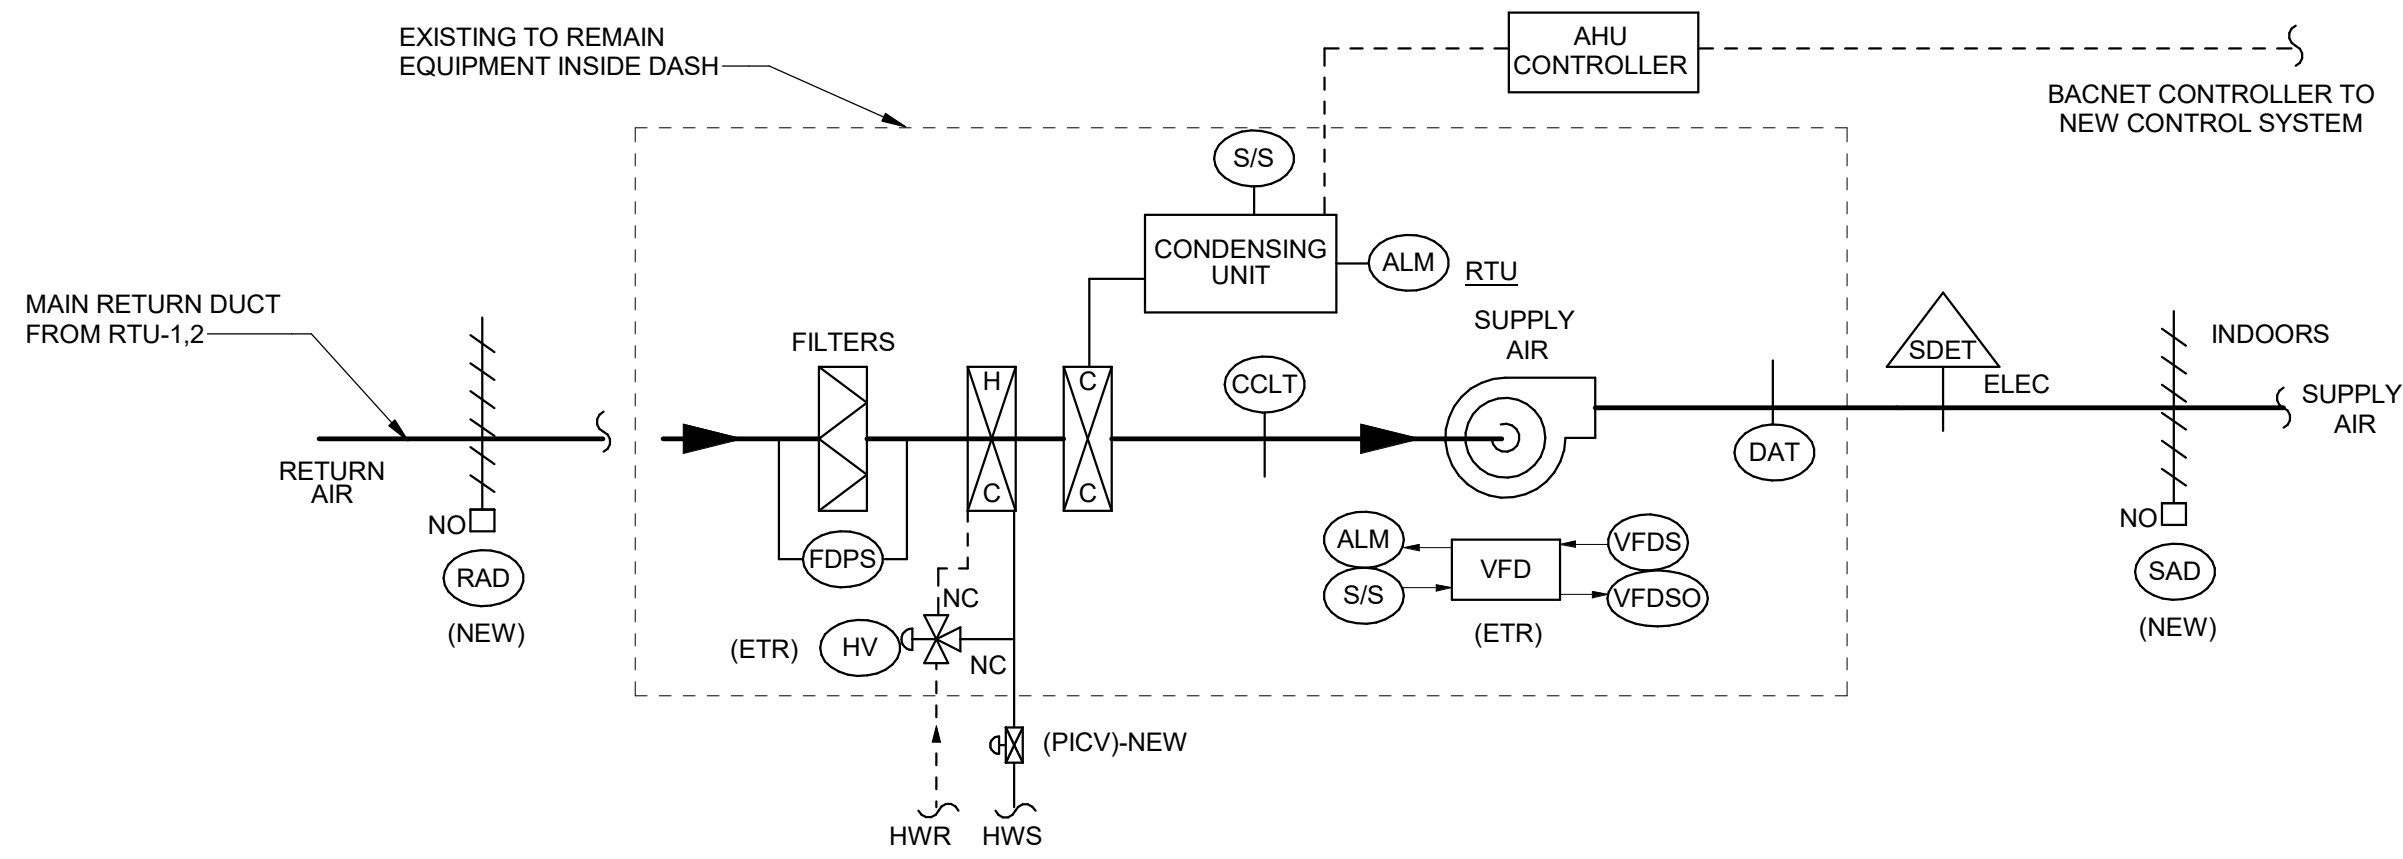 EXISTING TO REMAIN
EQUIPMENT INSIDE DASH
AHU
CONTROLLER
BACNET CONTROLLER TO
NEW CONTROL SYSTEM
S/S
CONDENSING
UNIT
ALM
RTU
MAIN RETURN DUCT
FROM RTU-1,2
FILTERS
SUPPLY
AIR
SDET
INDOORS
ELEC
H
C
C
C
CCLT
SUPPLY
AIR
RETURN
AIR
DAT
NO
RAD
(NEW)
FDPS
NC
(ETR)
HV
NC
ALM
S/S
VFD
VFDS
VFDSO
(ETR)
NO
SAD
(NEW)
(PICV)-NEW
HWR
HWS